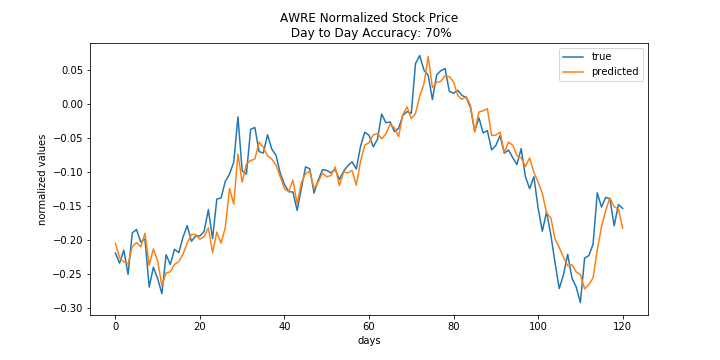 AWRE Normalized Stock Price
Day to Day Accuracy: 70%
true
predicted
normalized values
0.05
0.00
−0.05
−0.10
−0.15
−0.20
−0.25
−0.30
0 20 40 60 80 100 120
days